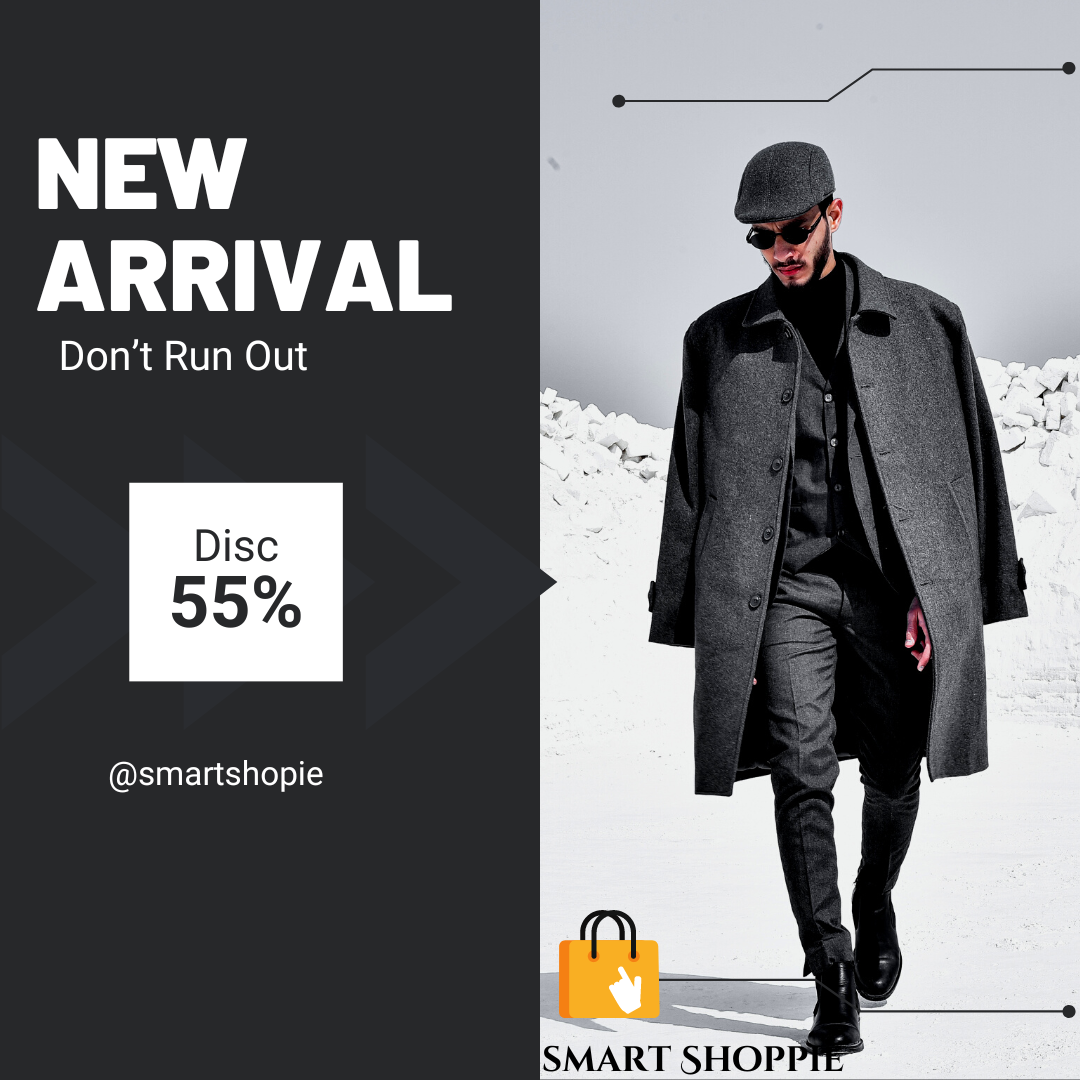 NEW
ARRIVAL
Don’t Run Out
Disc
55%
@smartshopie
SMART SHOPPIE